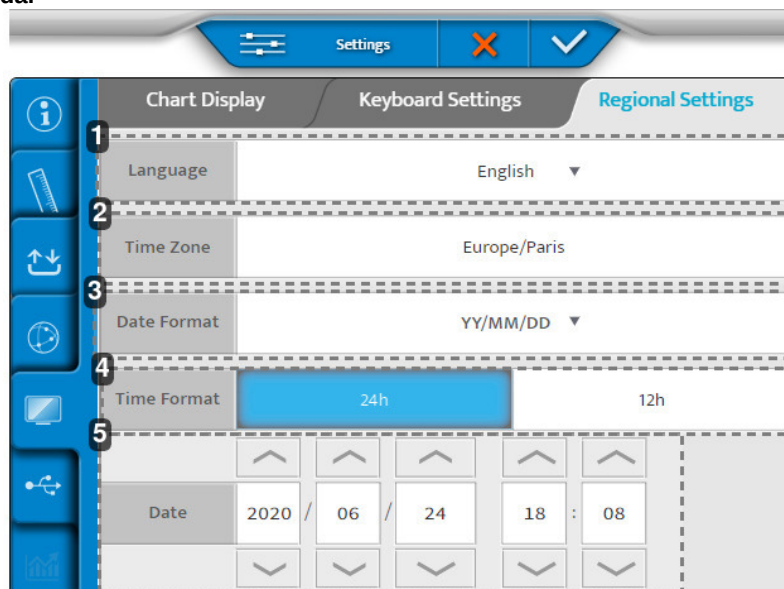 Settings
Chart Display Keyboard Settings Regional Settings
1
Language English ▼
2
Time Zone Europe/Paris
3
Date Format YY/MM/DD ▼
4
Time Format 24h 12h
5
Date 2020 / 06 / 24 18 : 08